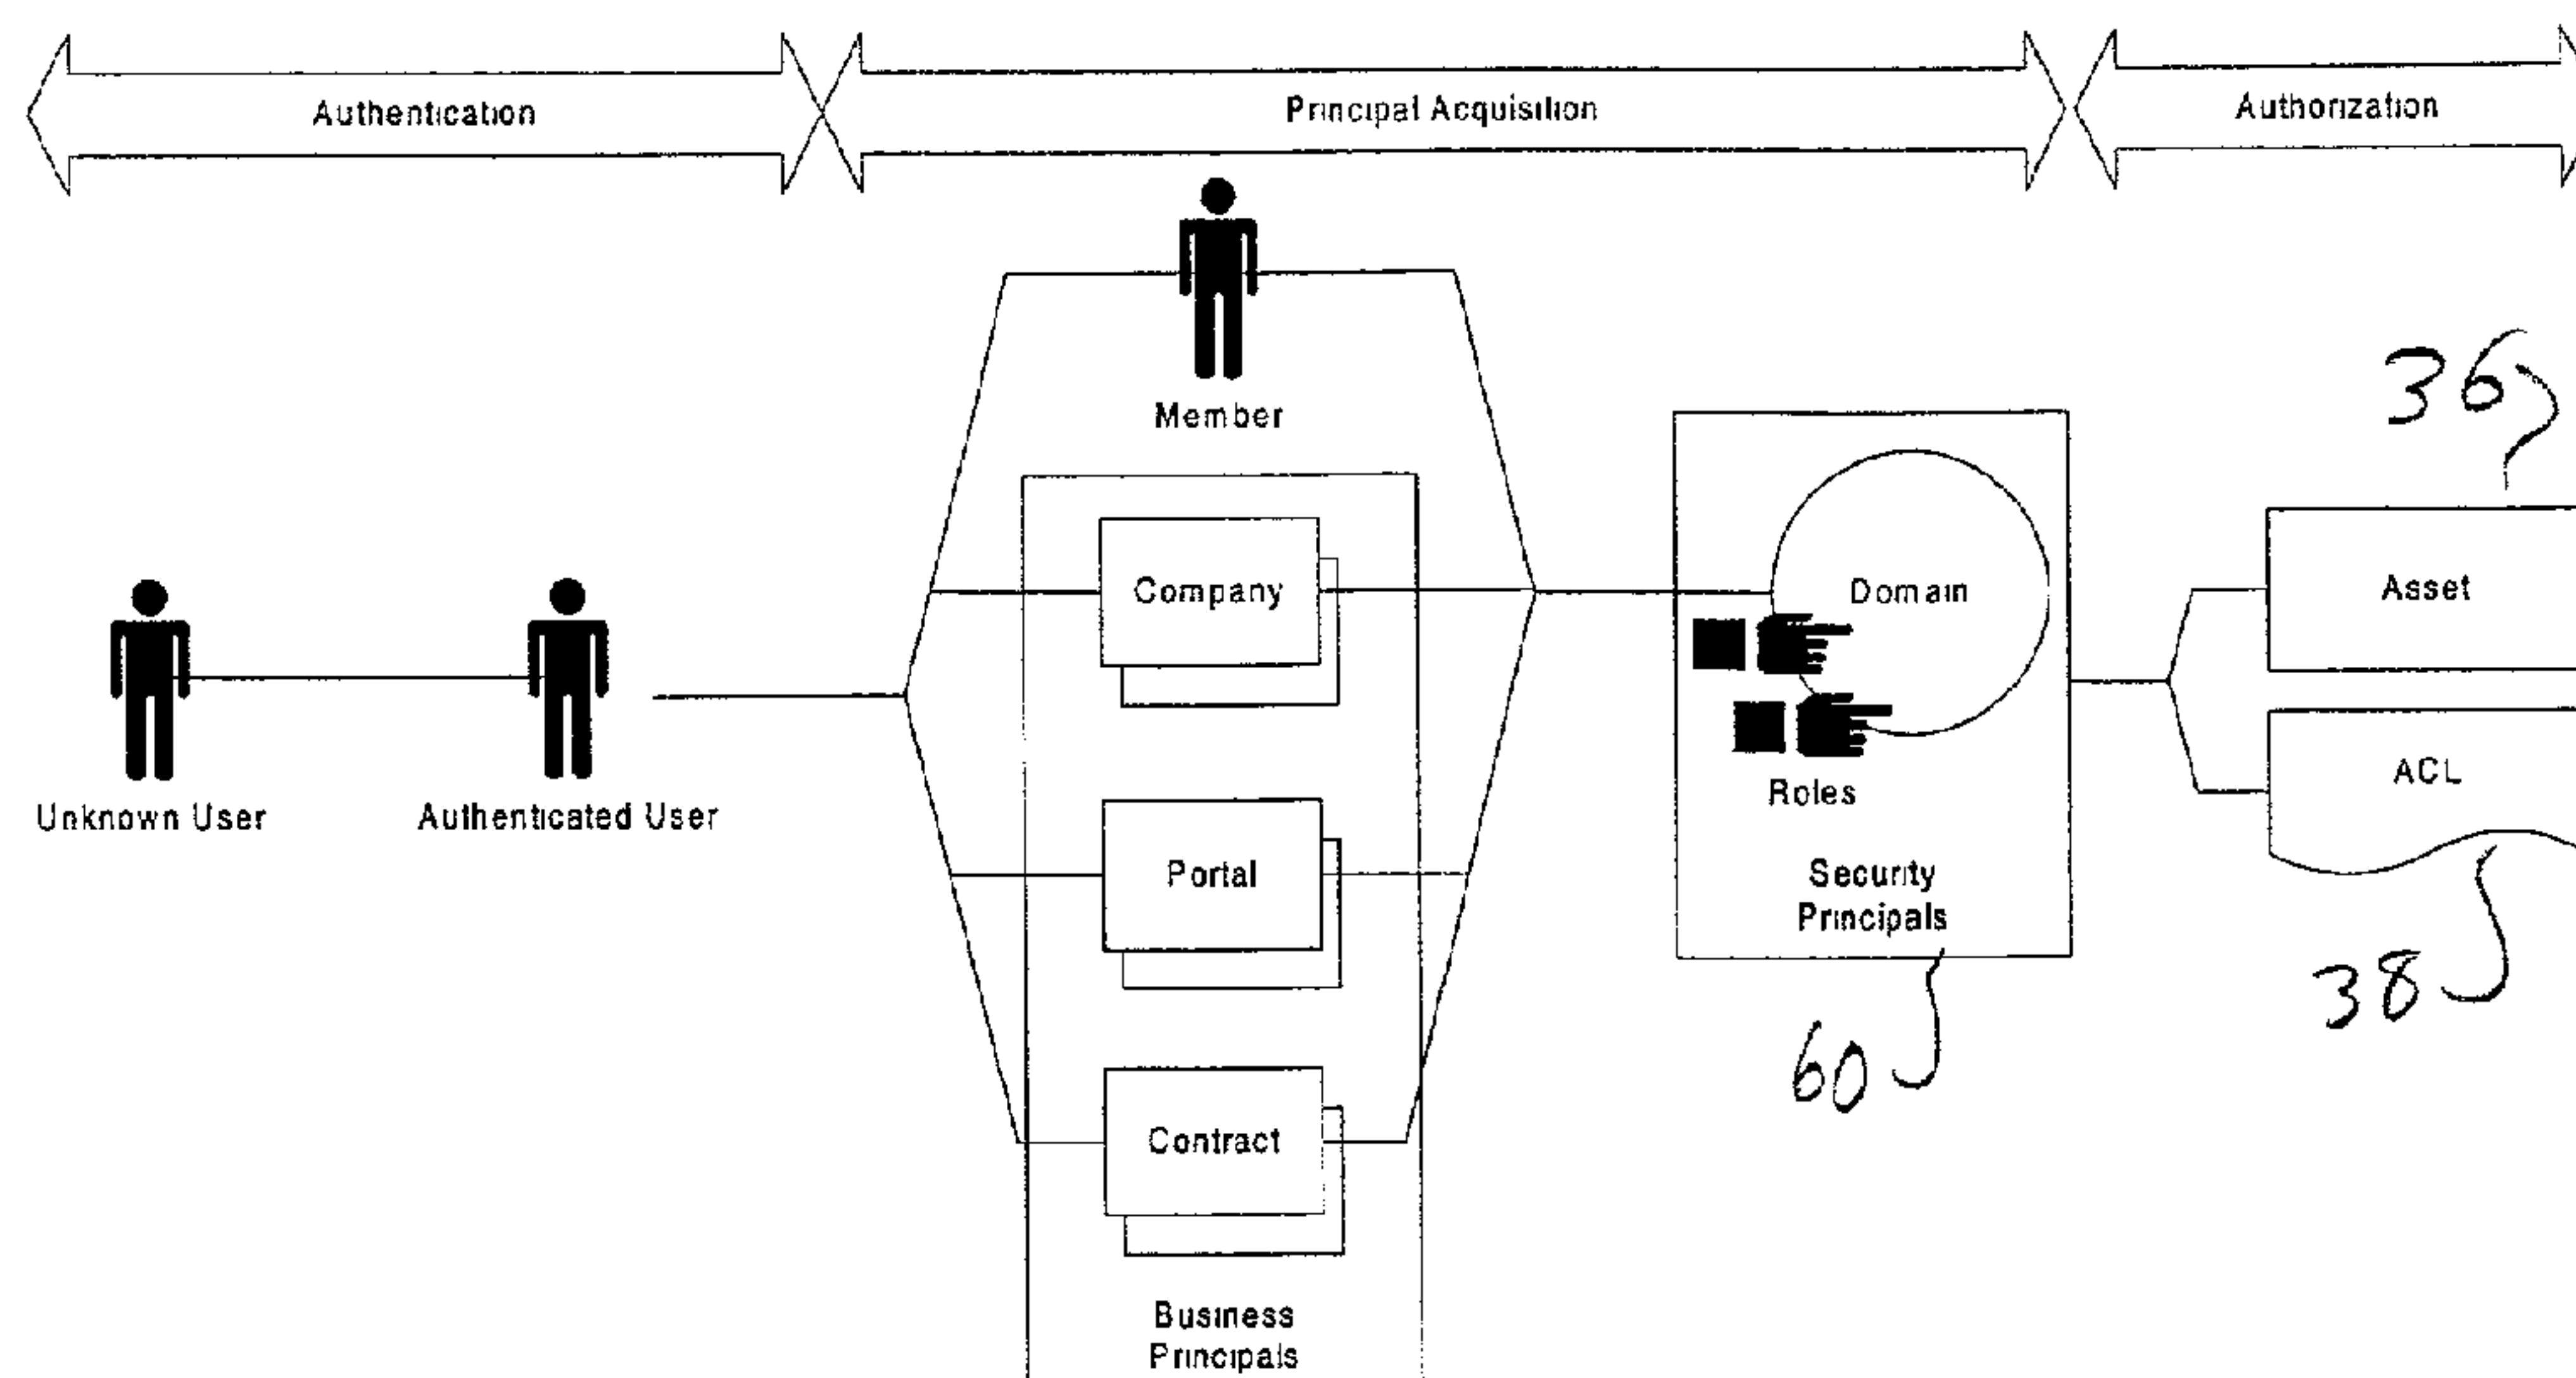 Authentication
Principal Acquisition
Authorization
Member
36
Company
Domain
Asset
Unknown User
Authenticated User
Roles
ACL
Portal
Security
Principals
38
60
Contract
Business
Principals